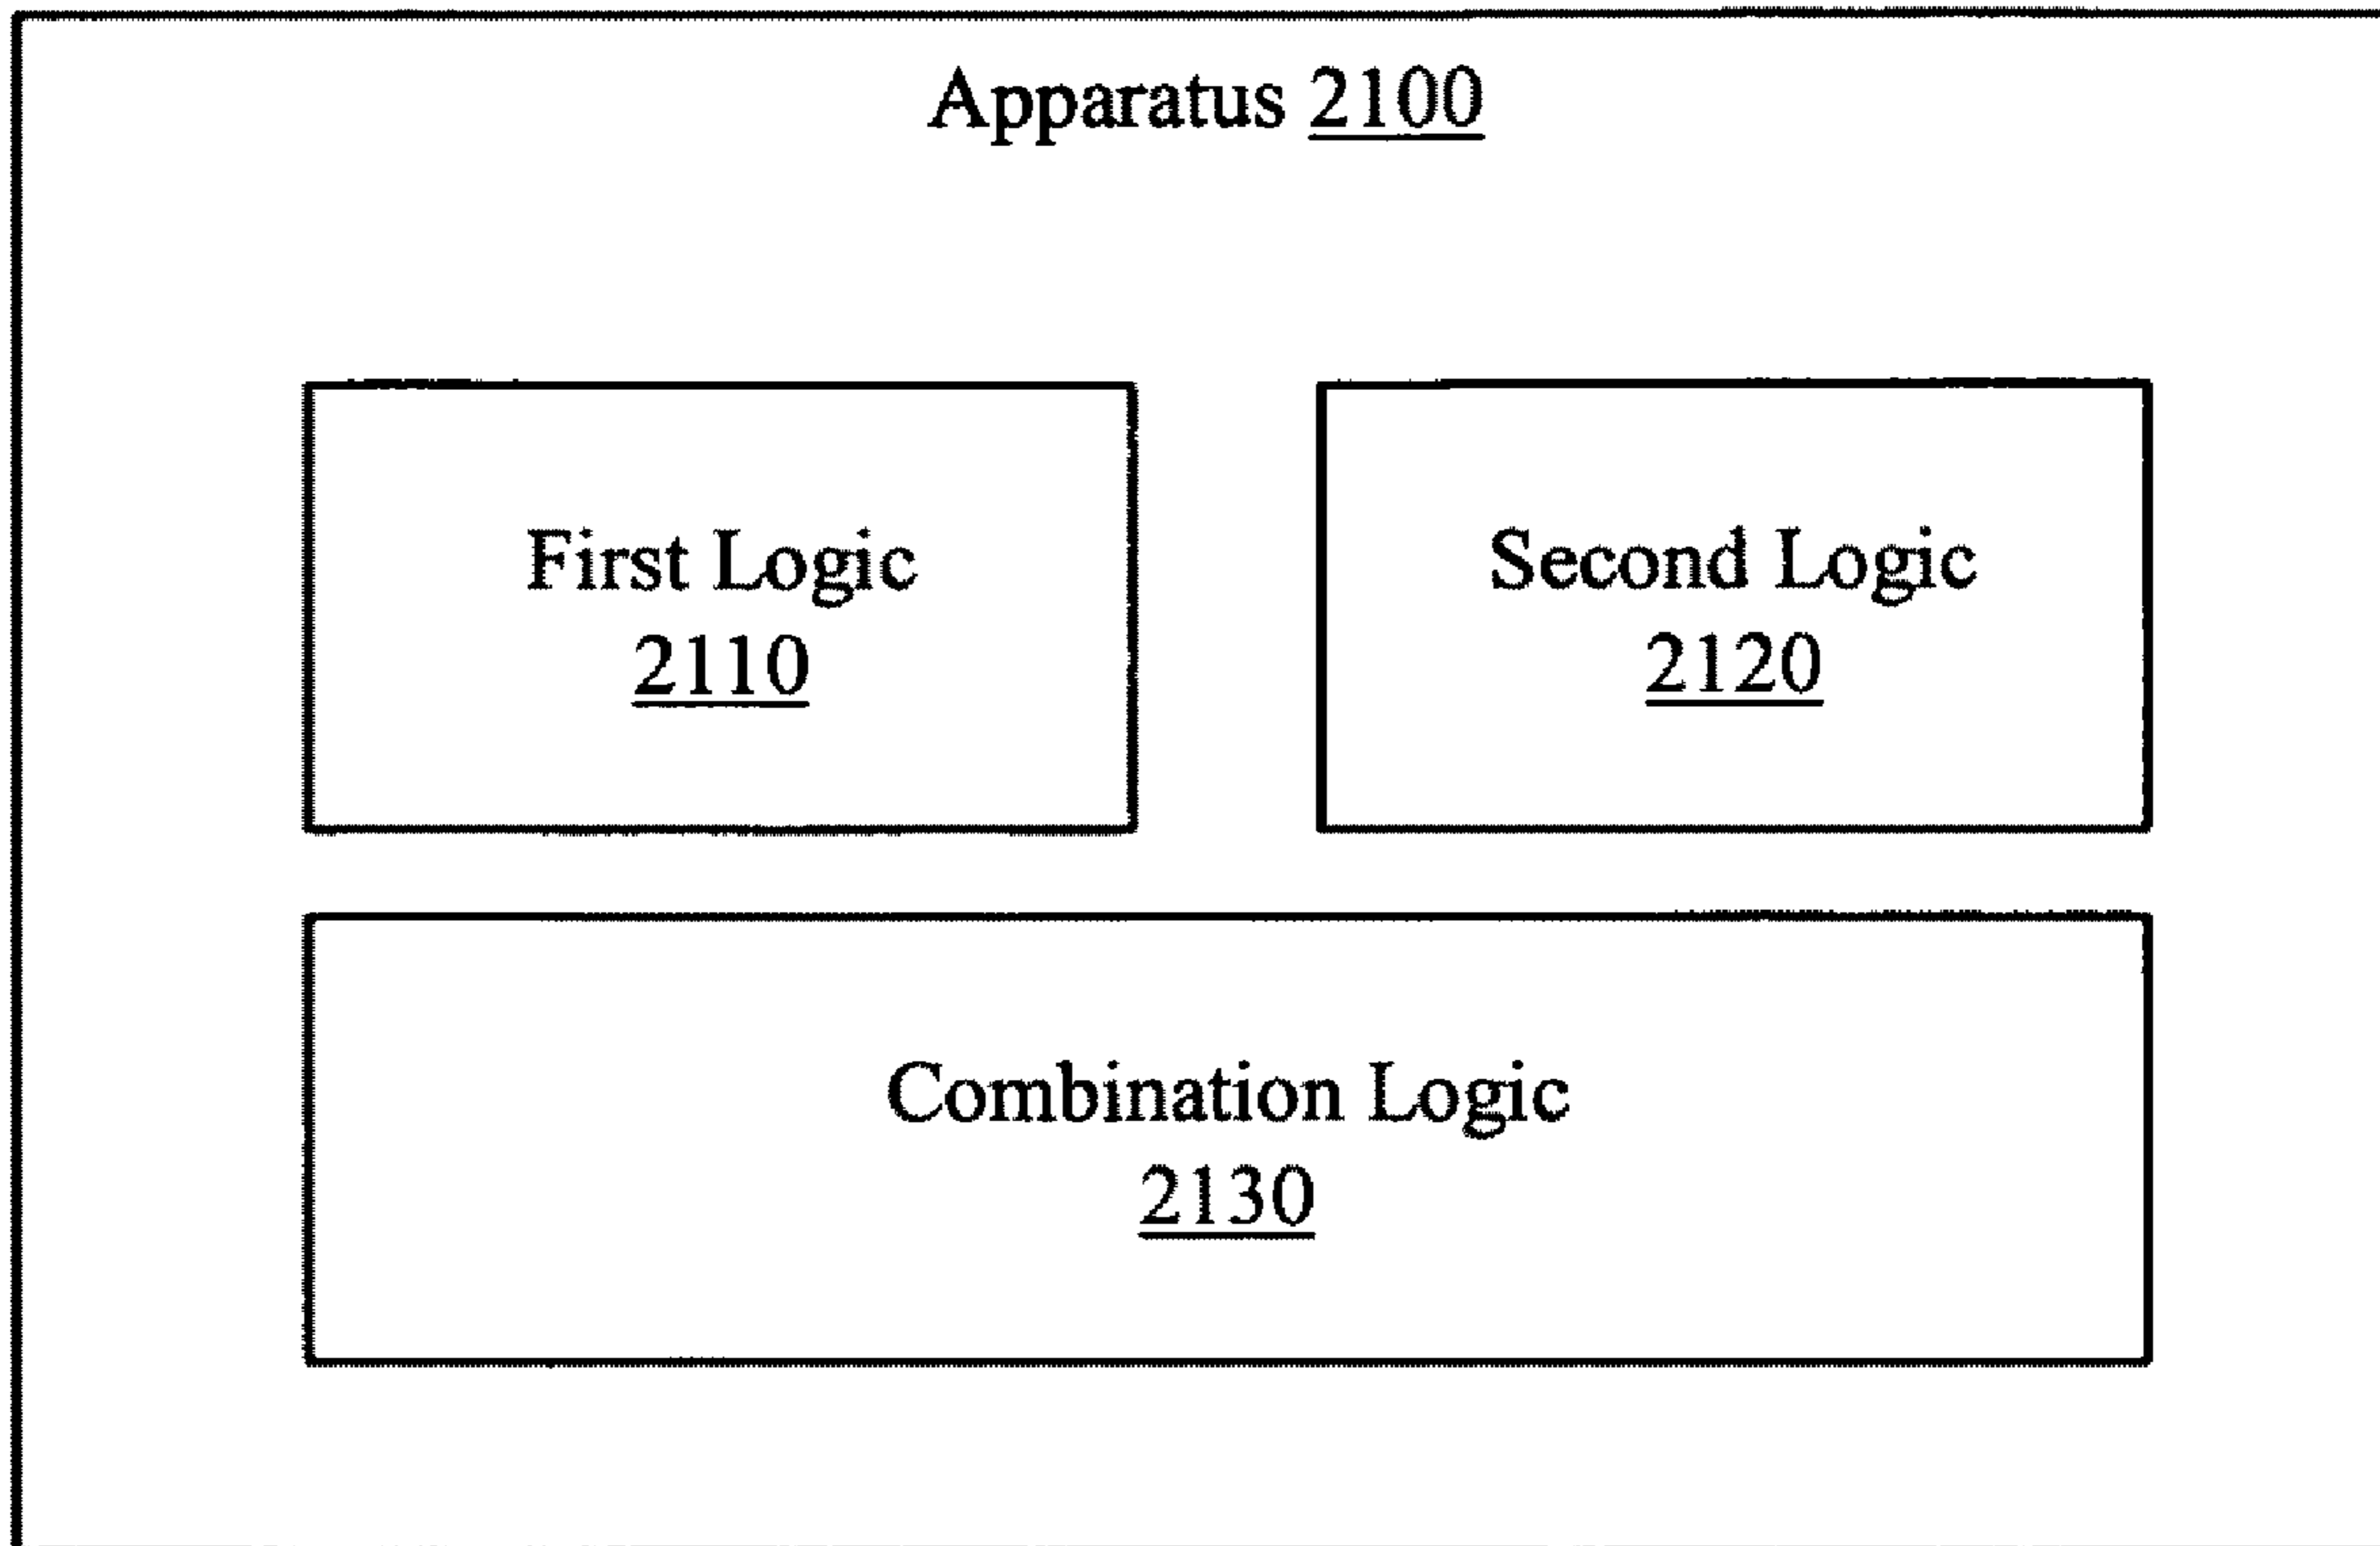 Apparatus 2100
First Logic
2110
Second Logic
2120
Combination Logic
2130